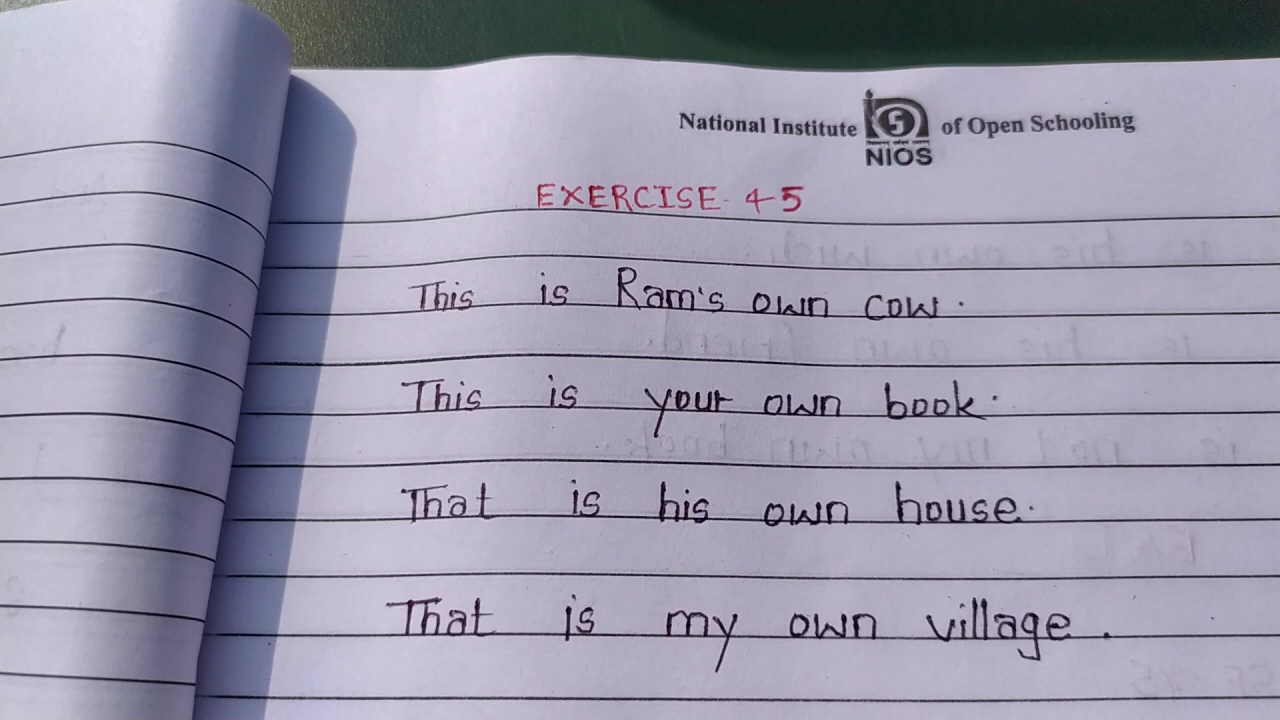 National Institute of Open Schooling
NIOS
EXERCISE- 45
This is Ram's own cow.
This is your own book.
That is his own house.
That is my own village.